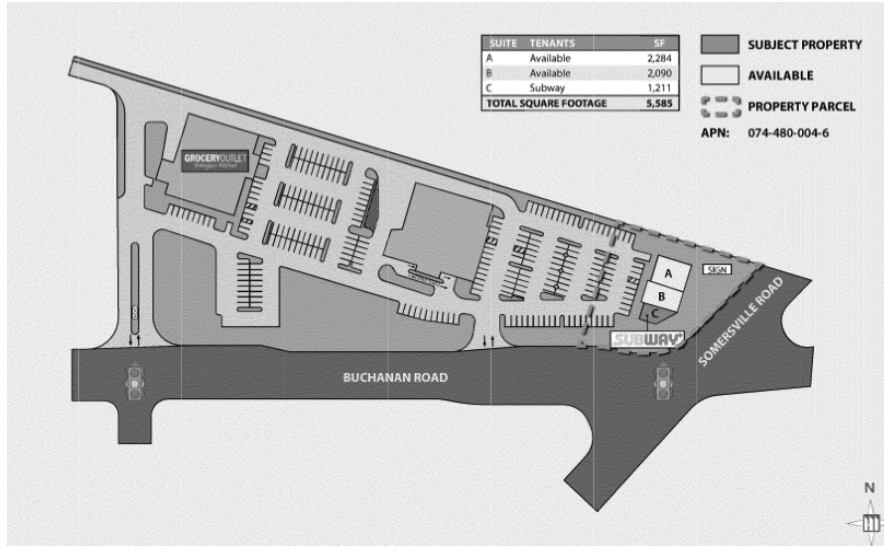 SUITE TENANTS SF
A Available 2,284
B Available 2,090
C Subway 1,211
TOTAL SQUARE FOOTAGE 5,585
SUBJECT PROPERTY
AVAILABLE
PROPERTY PARCEL
APN: 074-480-004-6
GROCERY OUTLET
A
B
C
SIGN
SUBWAY
SOMERSVILLE ROAD
BUCHANAN ROAD
N